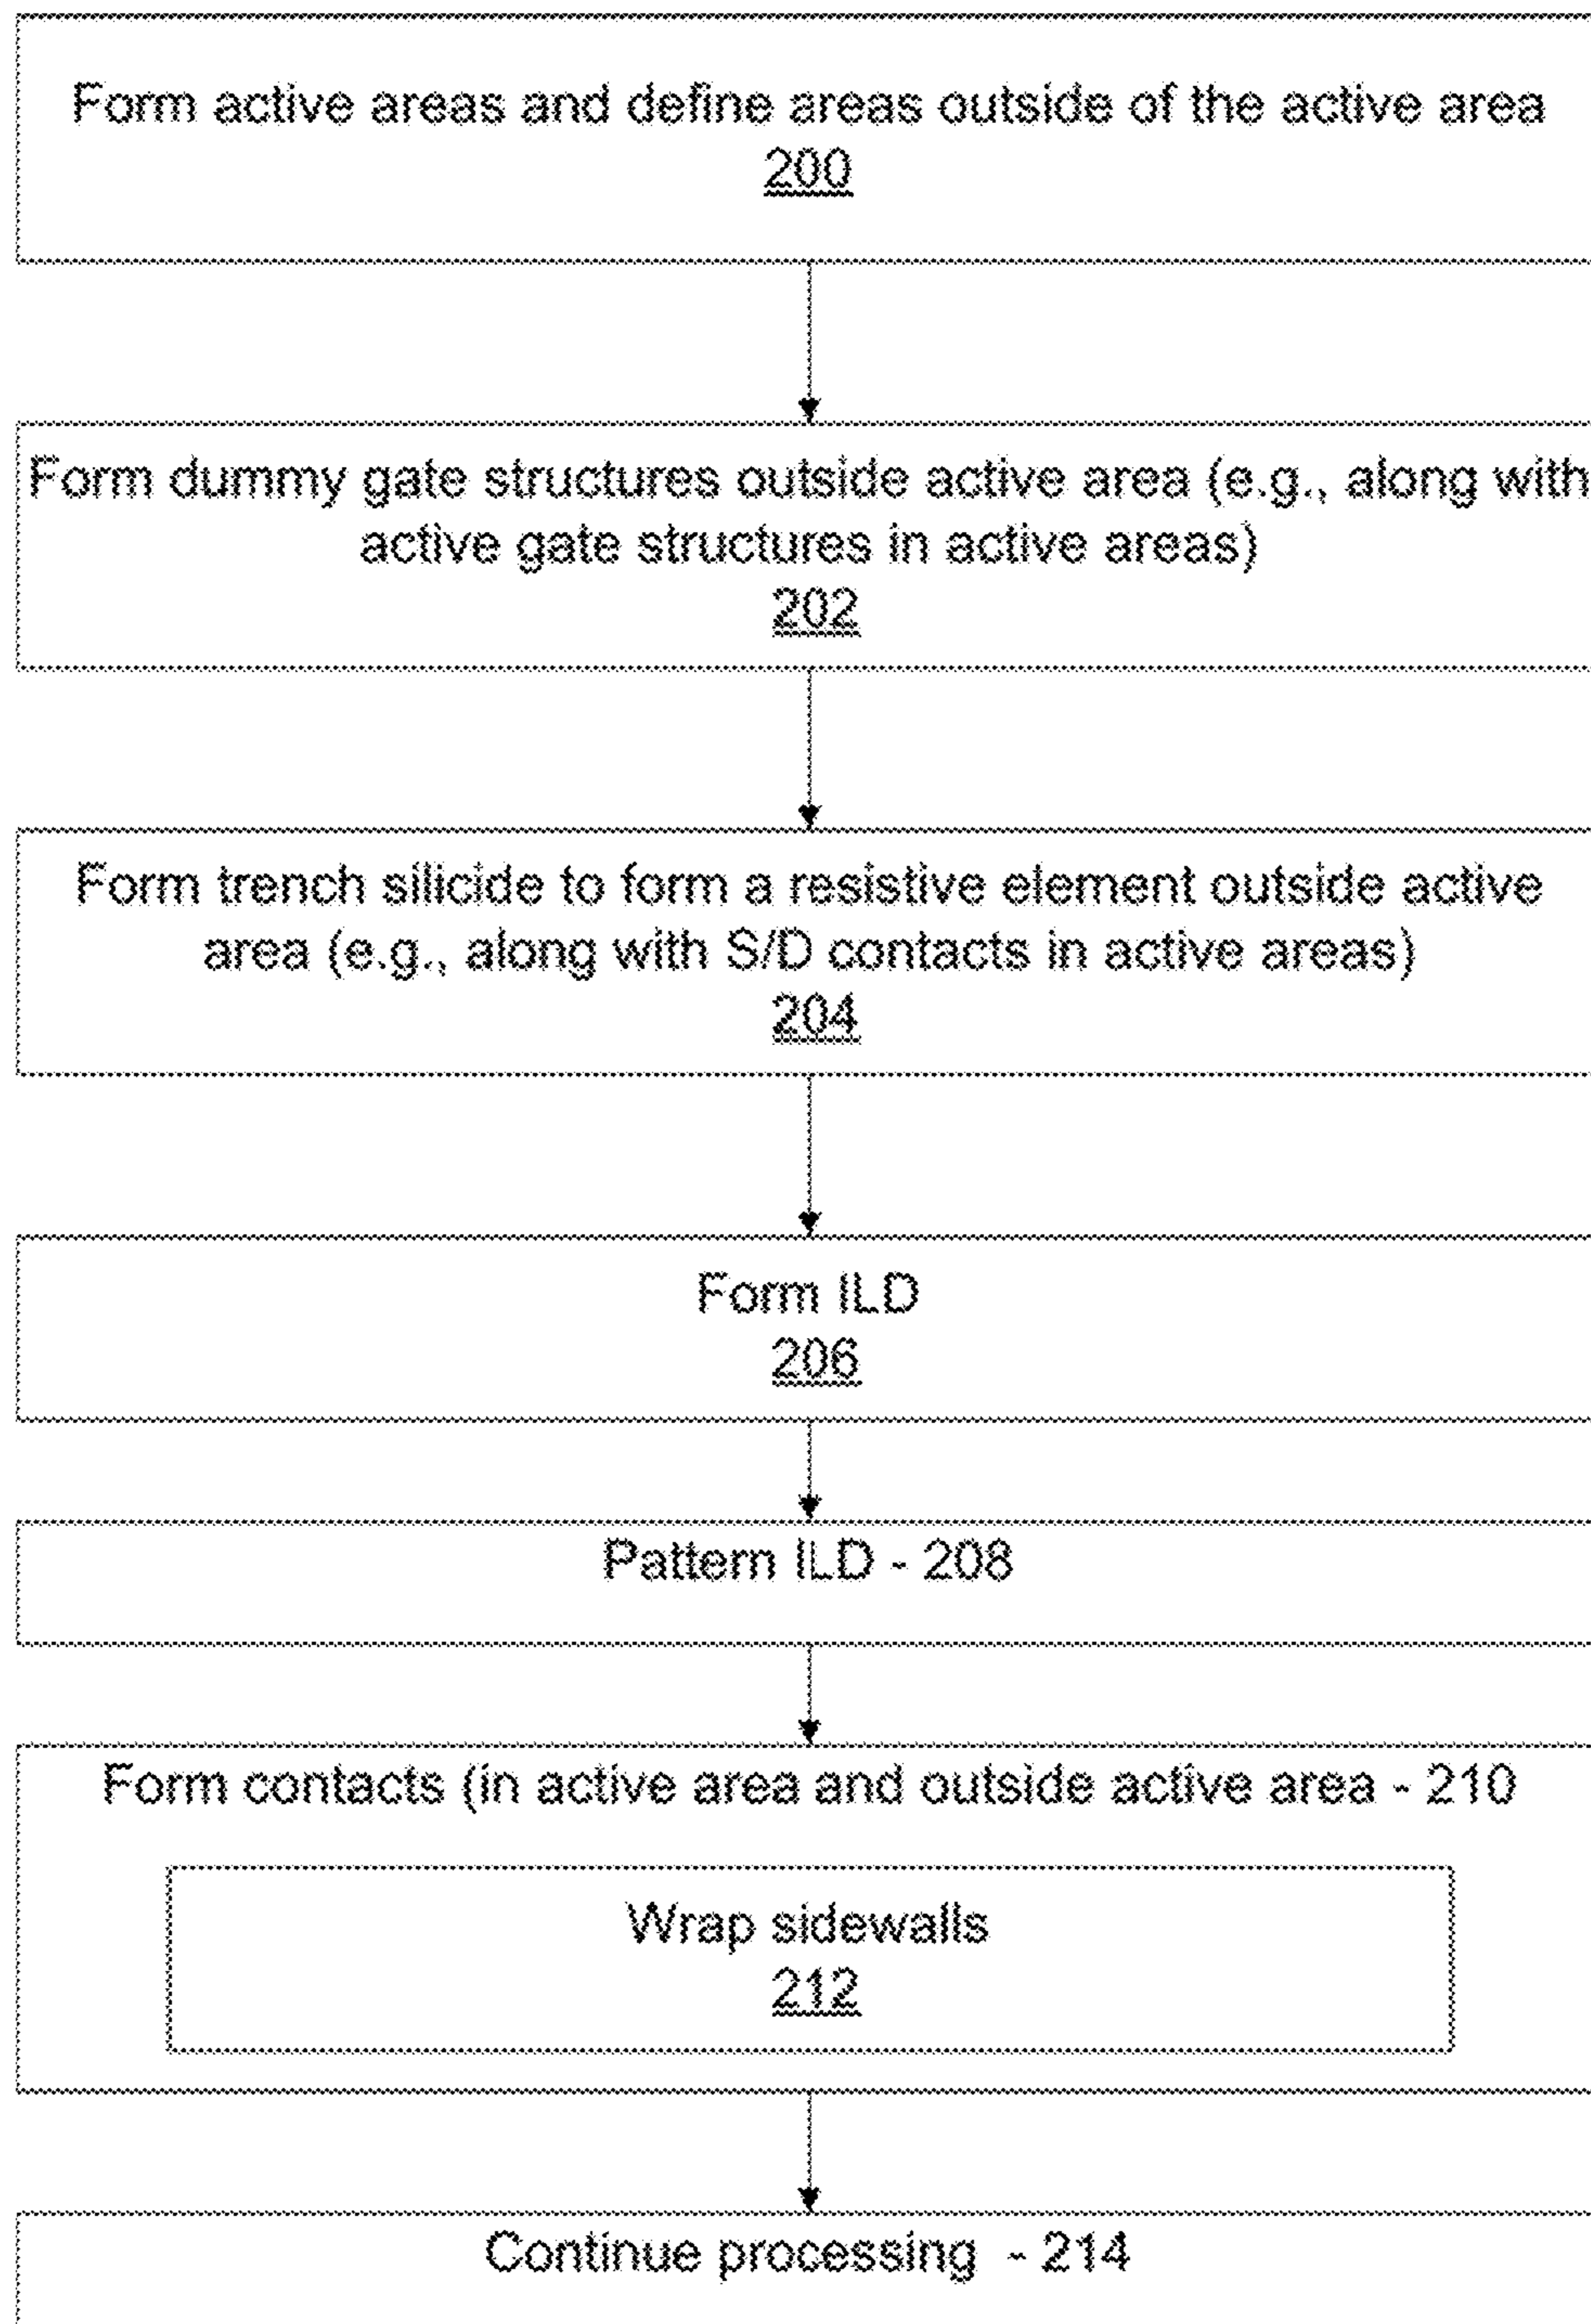 Form active areas and define areas outside of the active area
200
Form dummy gate structures outside active area (e.g., along with
active gate structures in active areas)
202
Form trench silicide to form a resistive element outside active
area (e.g., along with S/D contacts in active areas)
204
Form ILD
206
Pattern ILD - 208
Form contacts (in active area and outside active area - 210
Wrap sidewalls
212
Continue processing - 214